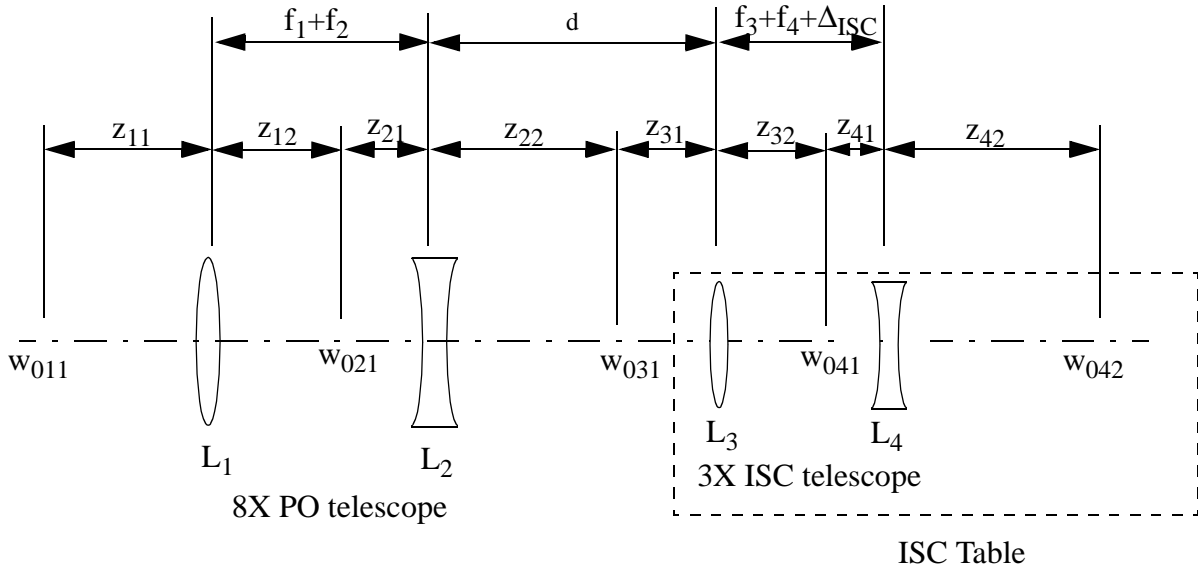 f₁+f₂ d f₃+f₄+Δ_ISC
z₁₁ z₁₂ z₂₁ z₂₂ z₃₁ z₃₂ z₄₁ z₄₂
w₀₁₁ w₀₂₁ w₀₃₁ w₀₄₁ w₀₄₂
L₁ L₂ L₃ L₄
8X PO telescope 3X ISC telescope
ISC Table